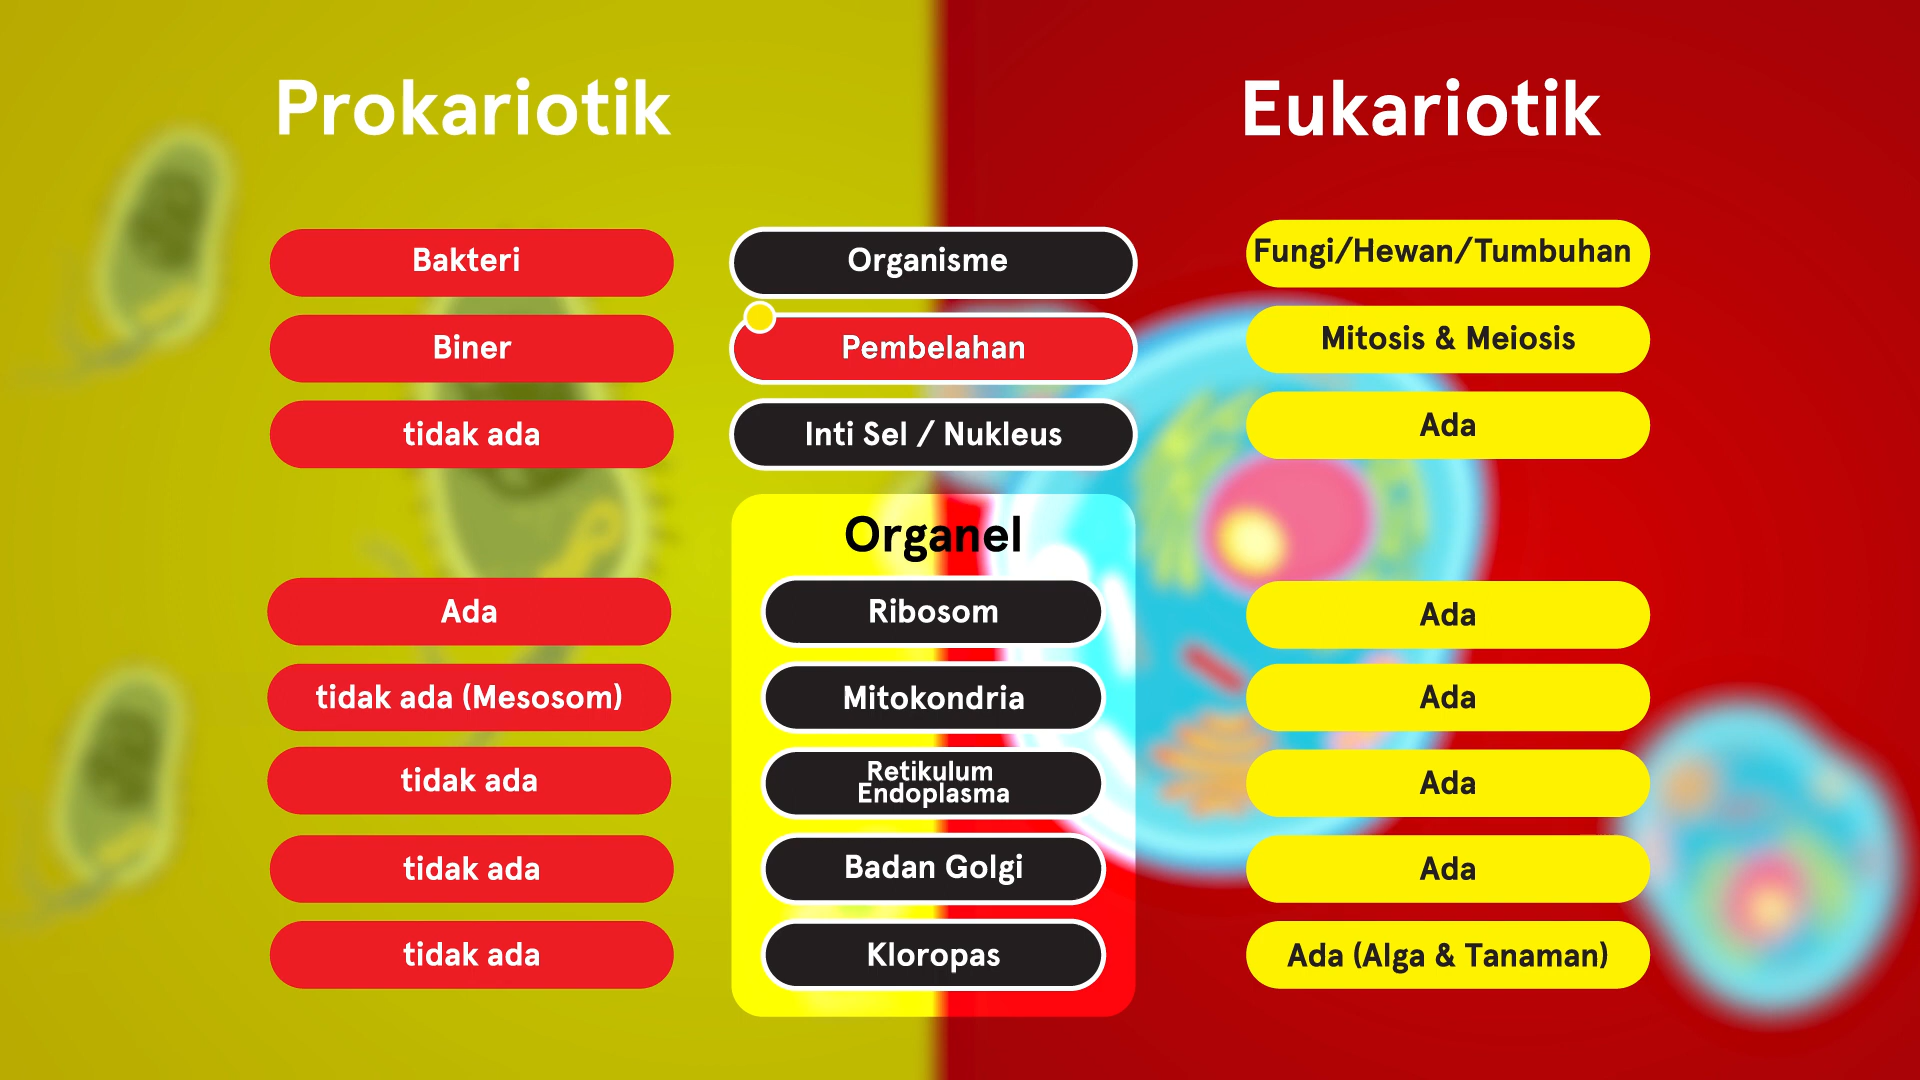 Prokariotik
Eukariotik
Bakteri
Organisme
Fungi/Hewan/Tumbuhan
Biner
Pembelahan
Mitosis & Meiosis
tidak ada
Inti Sel / Nukleus
Ada
Organel
Ada
Ribosom
Ada
tidak ada (Mesosom)
Mitokondria
Ada
tidak ada
Retikulum
Endoplasma
Ada
tidak ada
Badan Golgi
Ada
tidak ada
Kloropas
Ada (Alga & Tanaman)